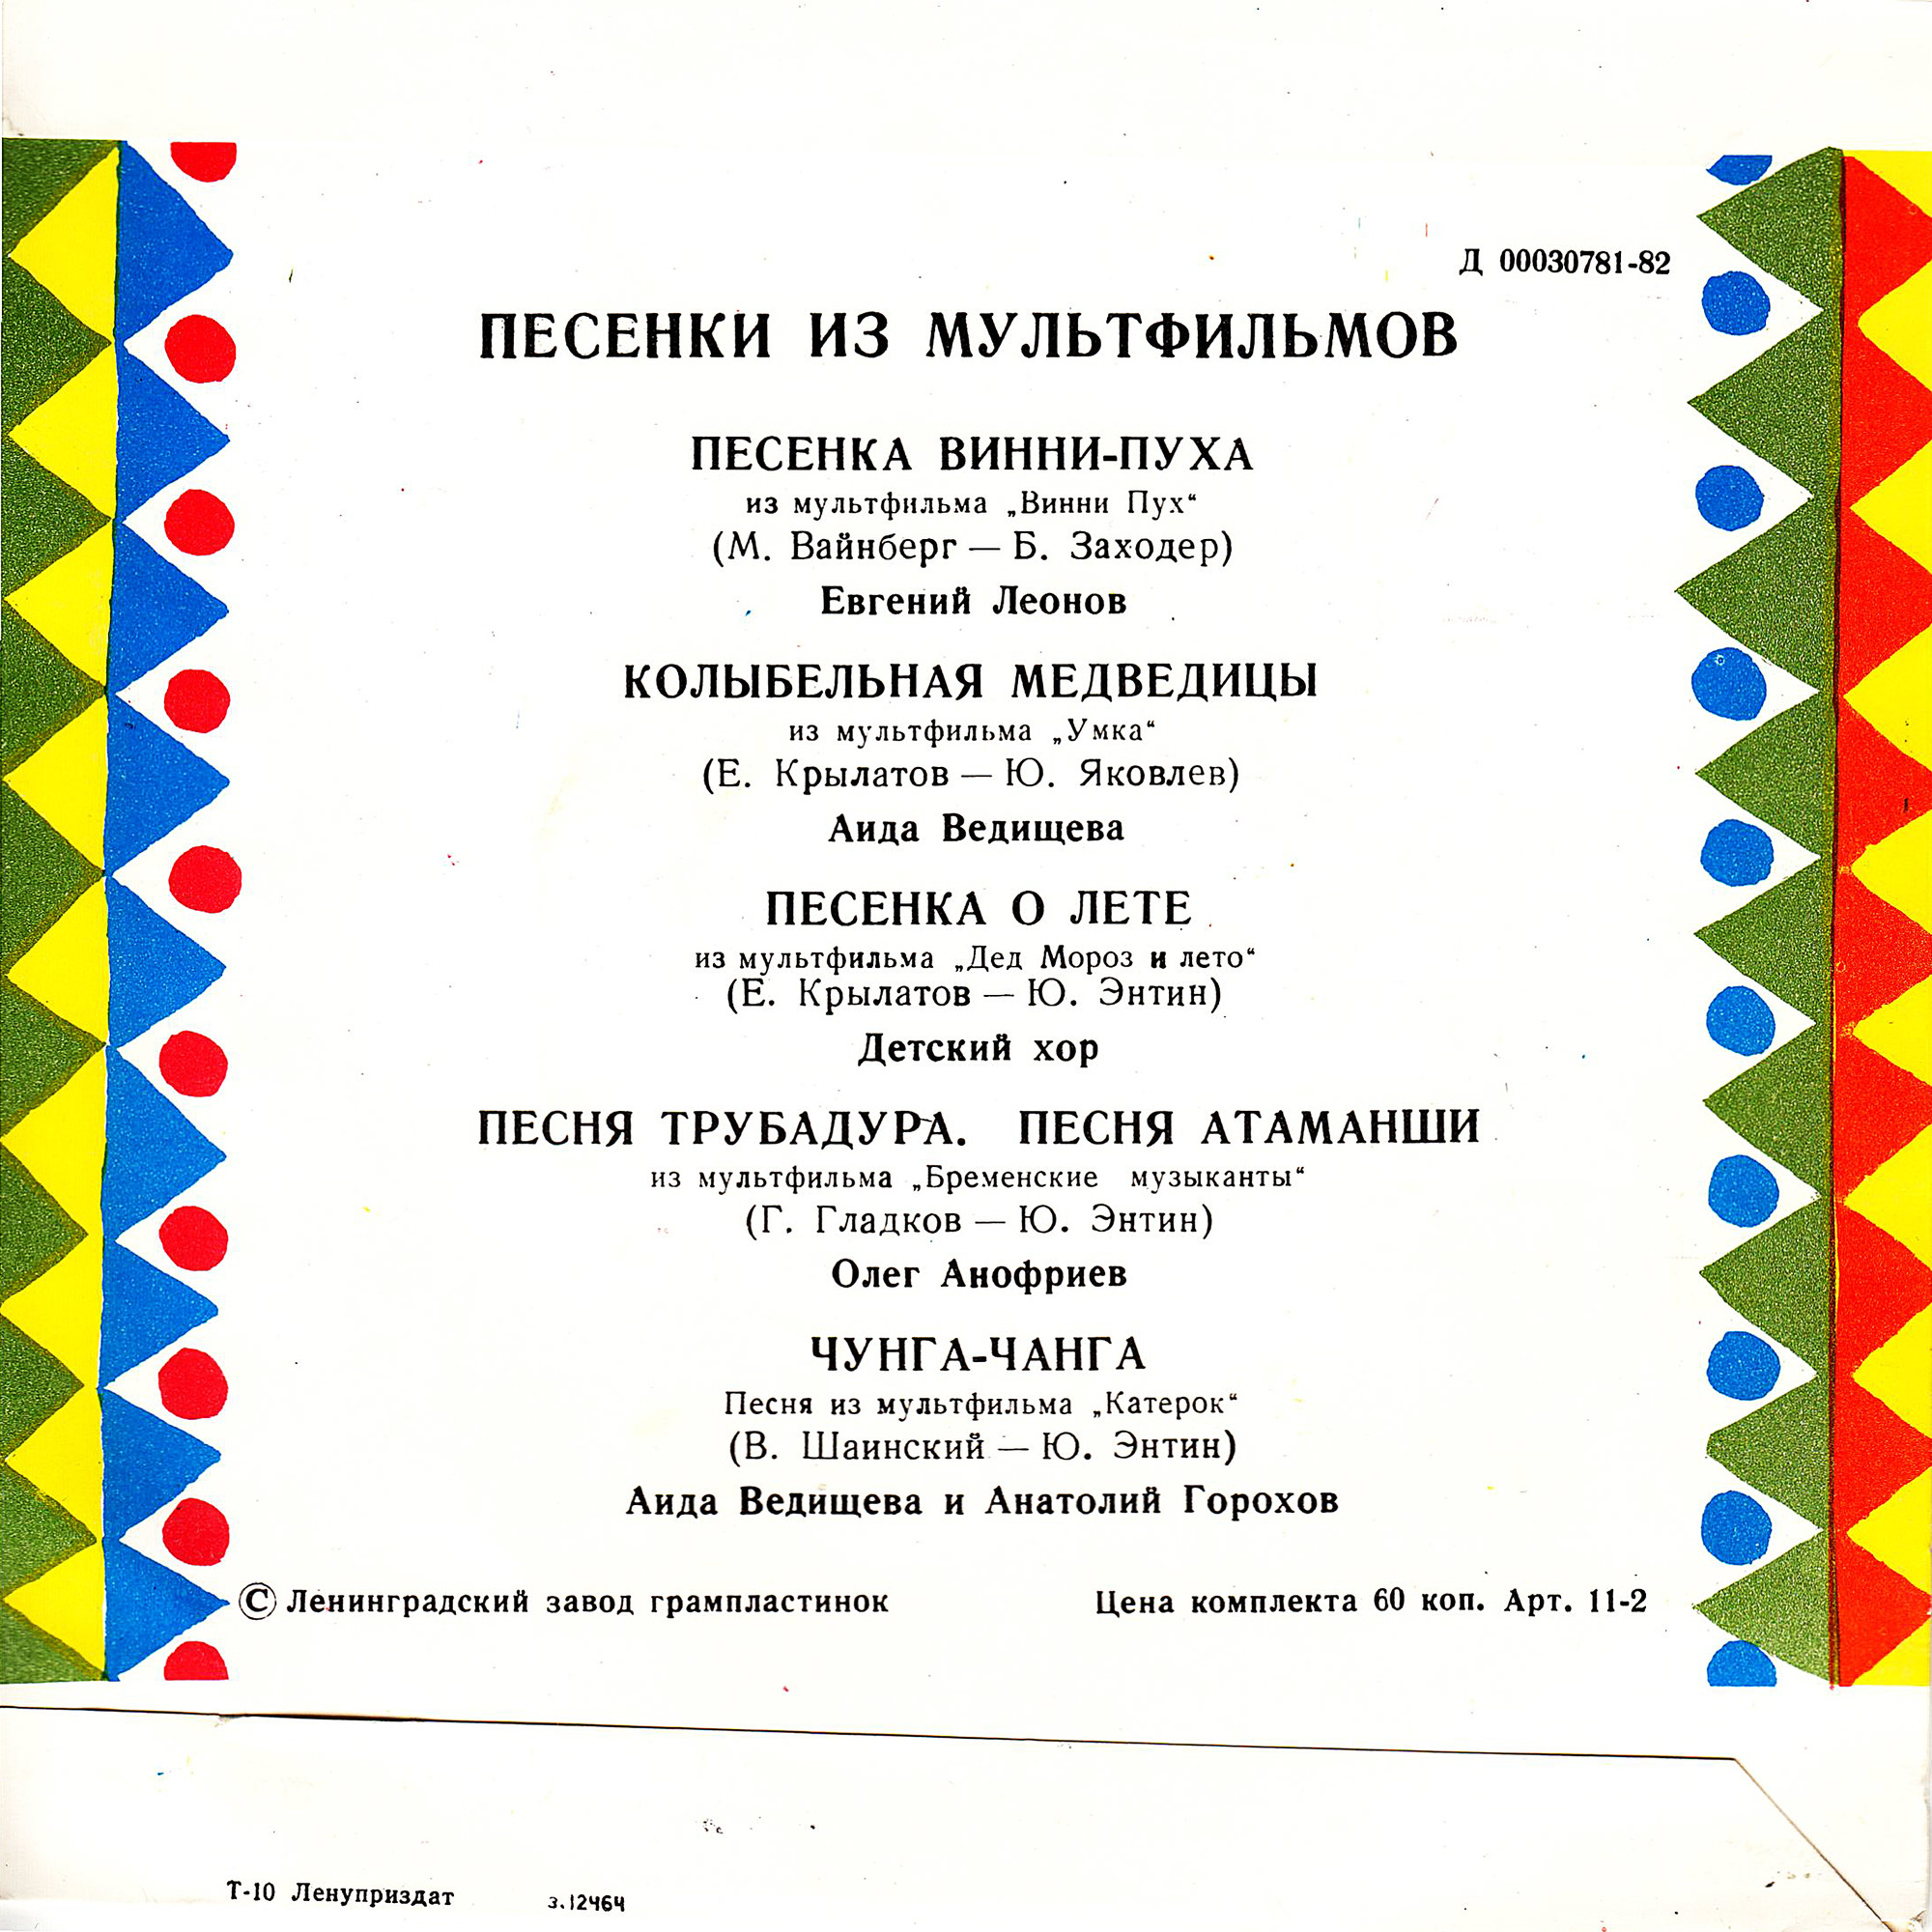 Д 00030781-82
ПЕСЕНКИ ИЗ МУЛЬТФИЛЬМОВ
ПЕСЕНКА ВИННИ-ПУХА
из мультфильма „Винни Пух“
(М. Вайнберг — Б. Заходер)
Евгений Леонов
КОЛЫБЕЛЬНАЯ МЕДВЕДИЦЫ
из мультфильма „Умка“
(Е. Крылатов — Ю. Яковлев)
Аида Ведищева
ПЕСЕНКА О ЛЕТЕ
из мультфильма „Дед Мороз и лето“
(Е. Крылатов — Ю. Энтин)
Детский хор
ПЕСНЯ ТРУБАДУРА. ПЕСНЯ АТАМАНШИ
из мультфильма „Бременские музыканты“
(Г. Гладков — Ю. Энтин)
Олег Анофриев
ЧУНГА-ЧАНГА
Песня из мультфильма „Катерок“
(В. Шаинский — Ю. Энтин)
Аида Ведищева и Анатолий Горохов
© Ленинградский завод грампластинок Цена комплекта 60 коп. Арт. 11-2
Т-10 Ленуприздат з.12464